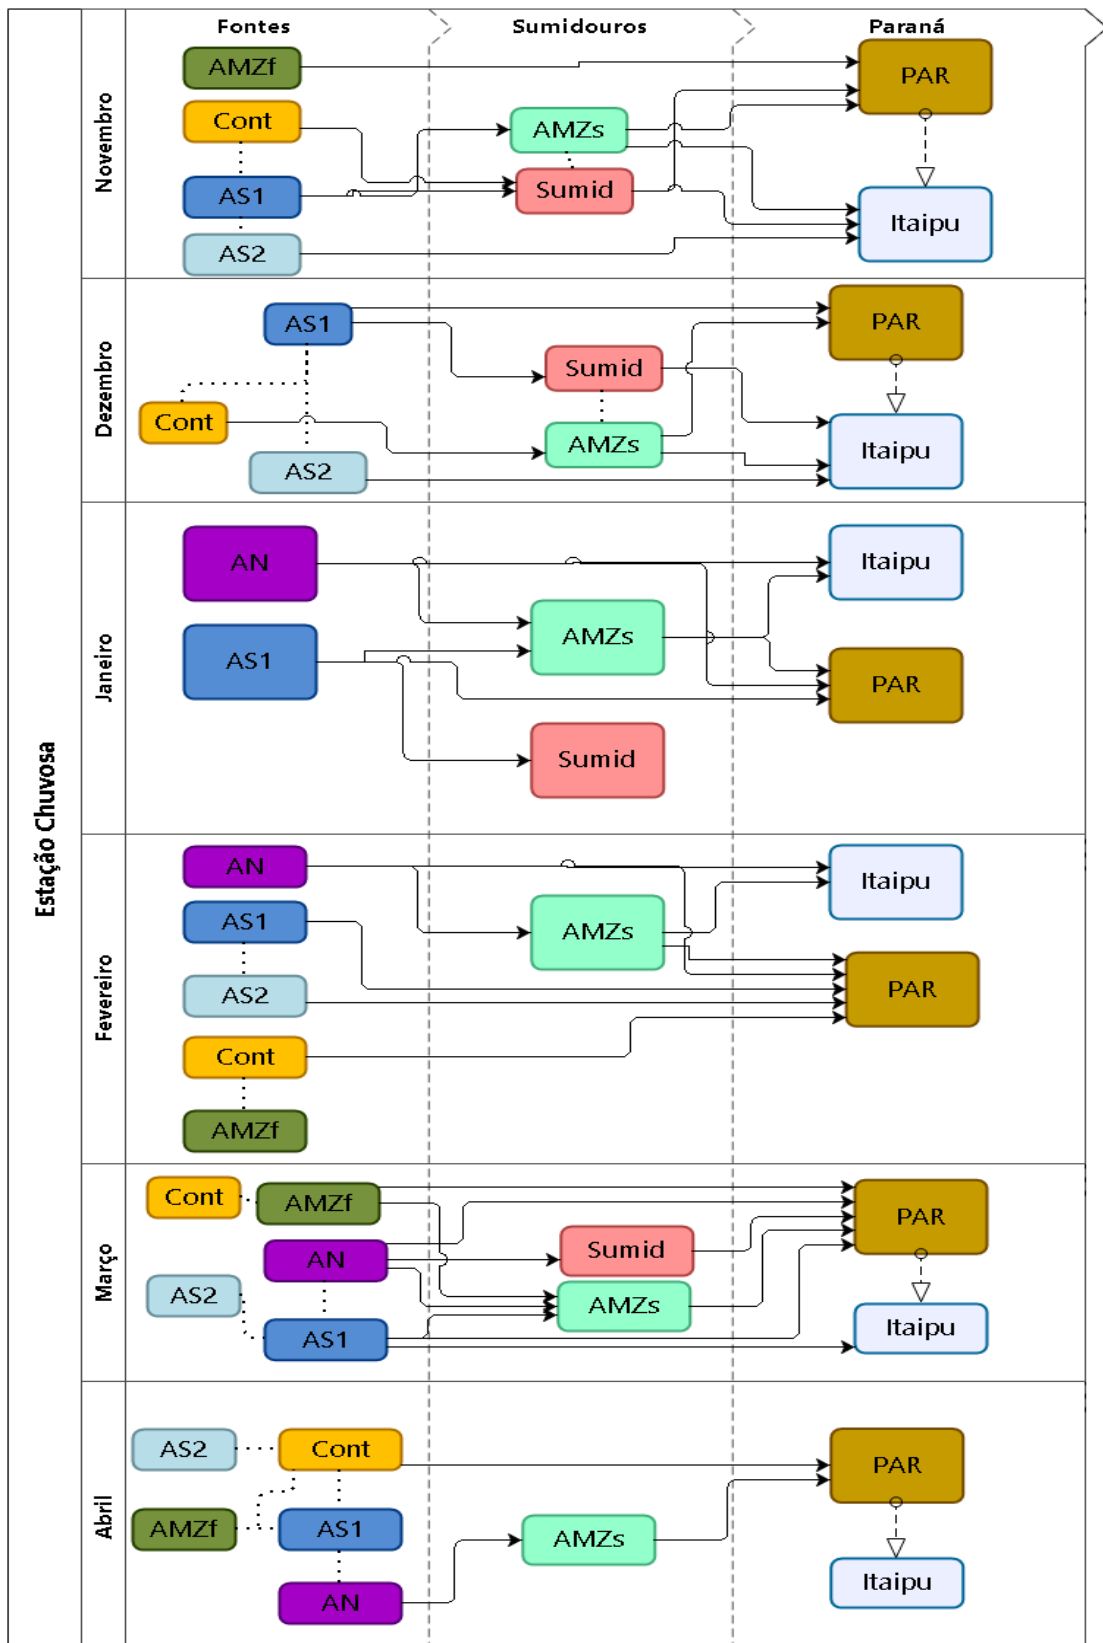 Fontes
Sumidouros
Paraná
Estação Chuvosa
Novembro
AMZf
Cont
AS1
AS2
AMZs
Sumid
PAR
Itaipu
Dezembro
AS1
Cont
AS2
Sumid
AMZs
PAR
Itaipu
Janeiro
AN
AS1
AMZs
Sumid
Itaipu
PAR
Fevereiro
AN
AS1
AS2
Cont
AMZf
AMZs
Itaipu
PAR
Março
Cont
AMZf
AN
AS2
AS1
Sumid
AMZs
PAR
Itaipu
Abril
AS2
Cont
AMZf
AS1
AN
AMZs
PAR
Itaipu